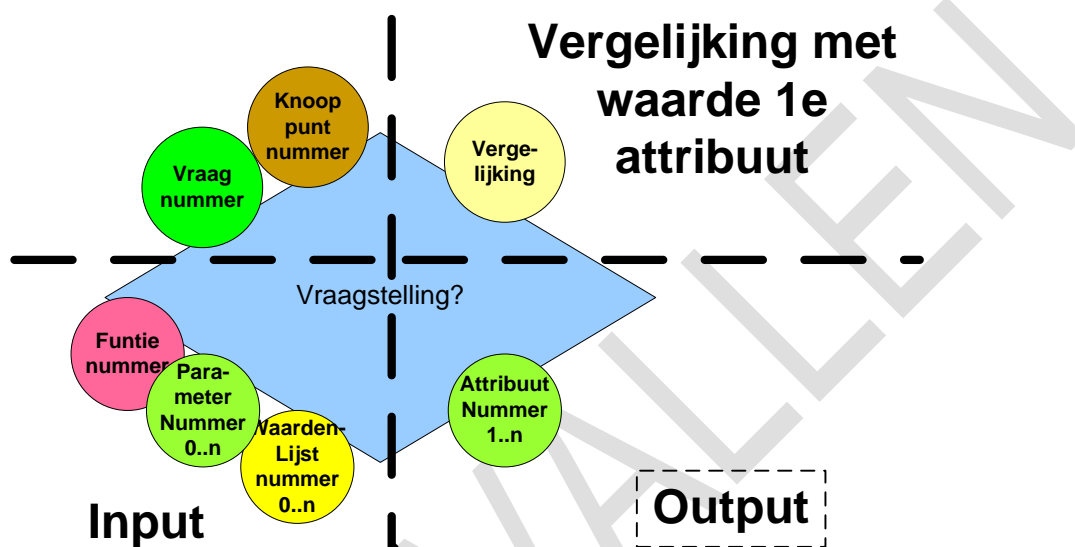 Vergelijking met
waarde 1e
attribuut
Knoop
punt
nummer
Verge-
lijking
Vraag
nummer
Vraagstelling?
Funtie
nummer
Para-
meter
Nummer
0..n
Waarden-
Lijst
nummer
0..n
Attribuut
Nummer
1..n
Input
Output
VALLEN